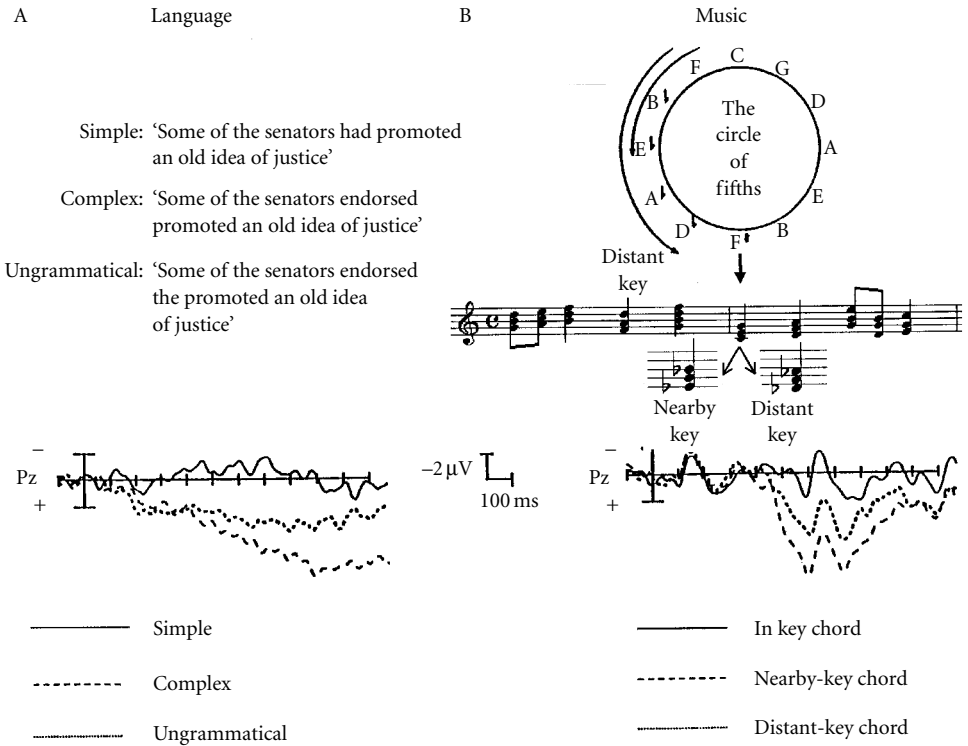 A
Language
Simple: 'Some of the senators had promoted
an old idea of justice'
Complex: 'Some of the senators endorsed
promoted an old idea of justice'
Ungrammatical: 'Some of the senators endorsed
the promoted an old idea
of justice'
B
Music
C
G
D
A
E
B
F♯
D♭
A♭
E♭
B♭
F
The
circle
of
fifths
Distant
key
Nearby
key
Distant
key
−
Pz
+
−2 μV
100 ms
−
Pz
+
Simple
Complex
Ungrammatical
In key chord
Nearby-key chord
Distant-key chord